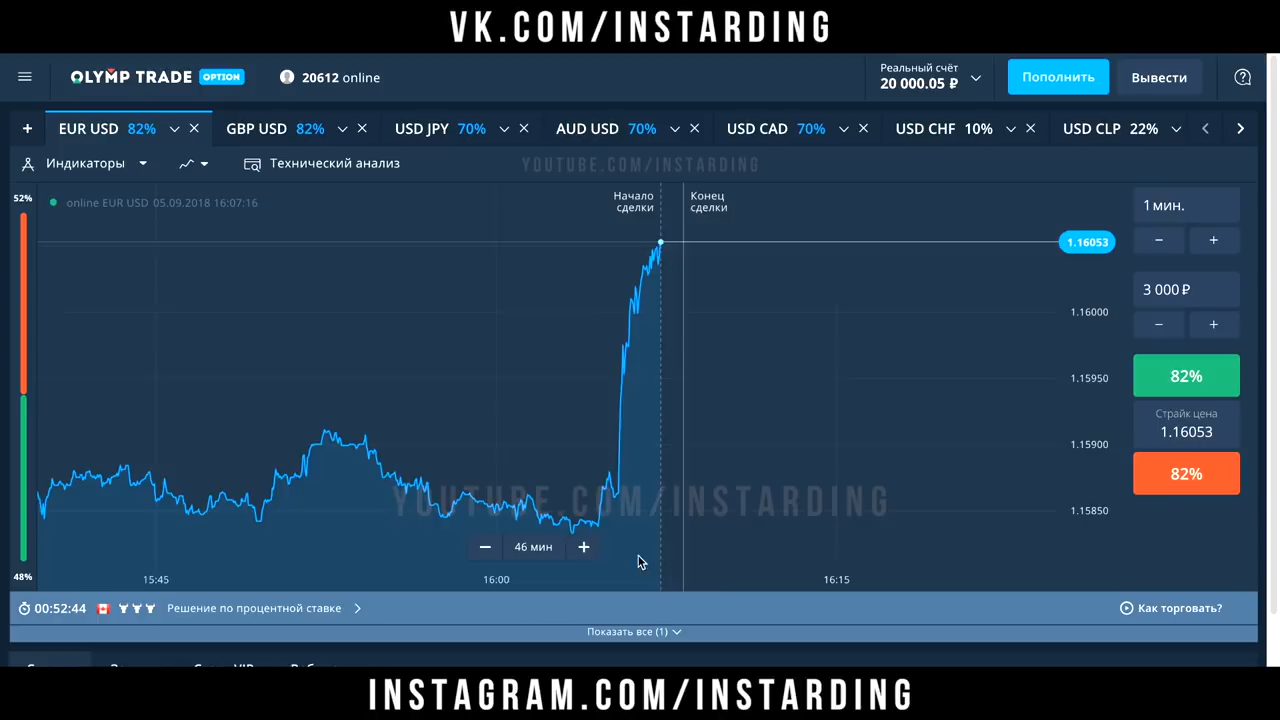 VK.COM/INSTARDING
OLYMP TRADE OPTION
20612 online
Реальный счёт
20 000.05 ₽
Пополнить
Вывести
EUR USD 82%
GBP USD 82%
USD JPY 70%
AUD USD 70%
USD CAD 70%
USD CHF 10%
USD CLP 22%
Индикаторы
Технический анализ
YOUTUBE.COM/INSTARDING
52%
online EUR USD 05.09.2018 16:07:16
Начало
сделки
Конец
сделки
1 мин.
1.16053
3 000 ₽
1.16000
82%
1.15950
Страйк цена
1.16053
1.15900
82%
YOUTUBE.COM/INSTARDING
1.15850
46 мин
48%
15:45
16:00
16:15
00:52:44
Решение по процентной ставке
Как торговать?
Показать все (1)
INSTAGRAM.COM/INSTARDING